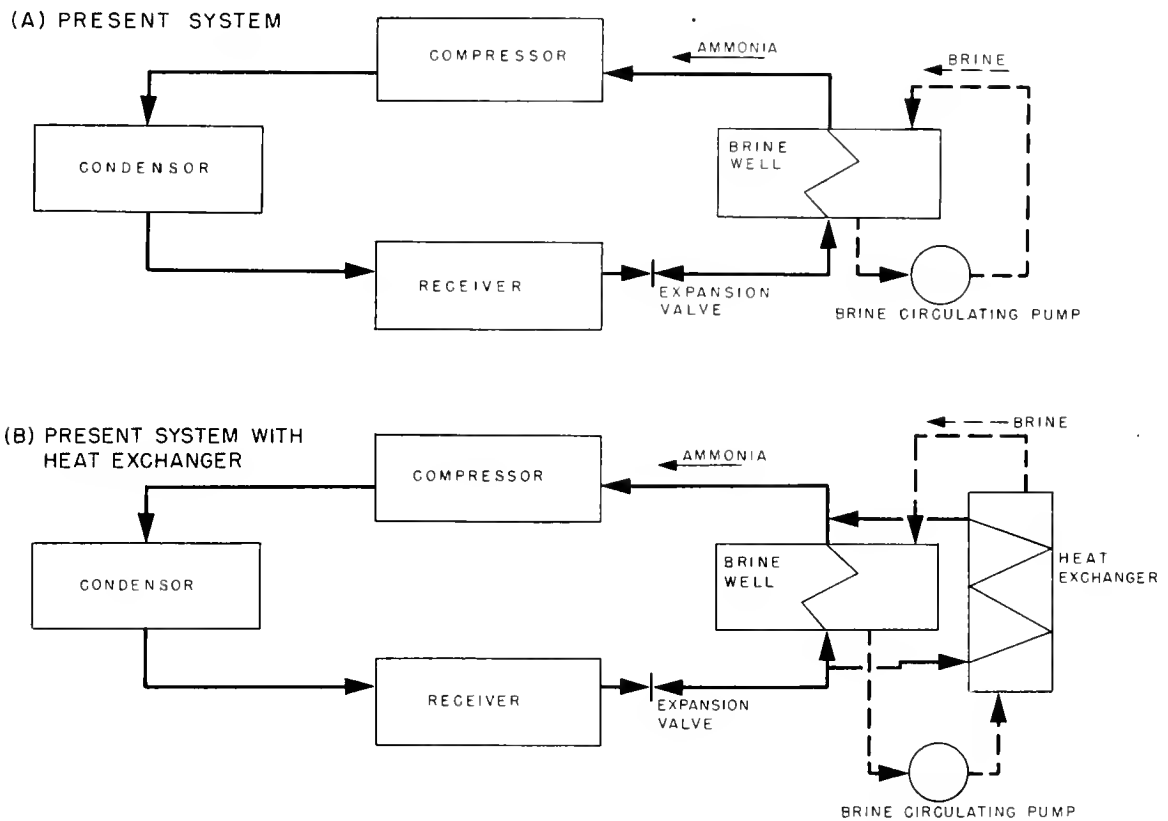 (A) PRESENT SYSTEM
COMPRESSOR
AMMONIA
BRINE
CONDENSOR
BRINE
WELL
RECEIVER
EXPANSION
VALVE
BRINE CIRCULATING PUMP
(B) PRESENT SYSTEM WITH
HEAT EXCHANGER
COMPRESSOR
AMMONIA
BRINE
CONDENSOR
BRINE
WELL
HEAT
EXCHANGER
RECEIVER
EXPANSION
VALVE
BRINE CIRCULATING PUMP